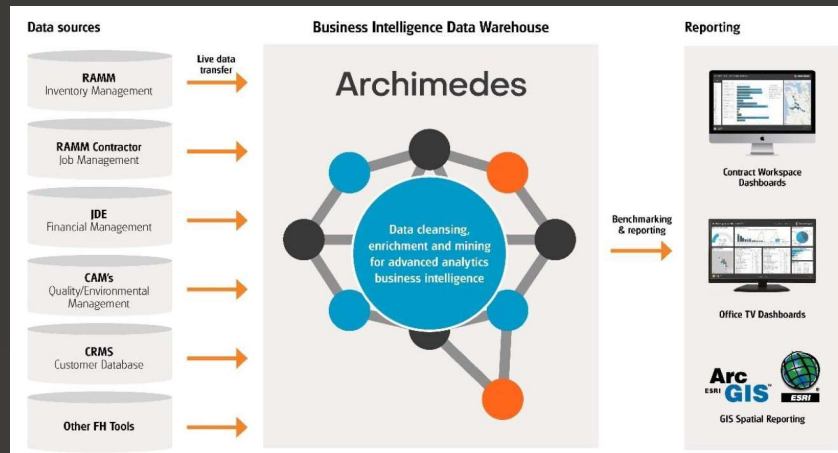 Data sources
RAMM
Inventory Management
RAMM Contractor
Job Management
JDE
Financial Management
CAM's
Quality/Environmental
Management
CRMS
Customer Database
Other FH Tools
Live data
transfer
Business Intelligence Data Warehouse
Archimedes
Data cleansing,
enrichment and mining
for advanced analytics
business intelligence
Benchmarking
& reporting
Reporting
Contract Workspace
Dashboards
Office TV Dashboards
Arc
ESRI GIS™
ESRI
GIS Spatial Reporting